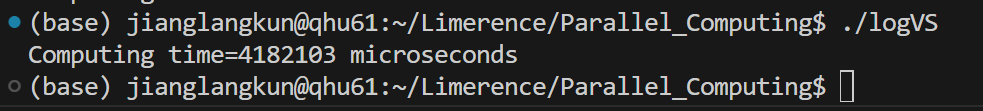 (base) jianglangkun@qhu61:~/Limerence/Parallel_Computing$ ./logVS
Computing time=4182103 microseconds
(base) jianglangkun@qhu61:~/Limerence/Parallel_Computing$